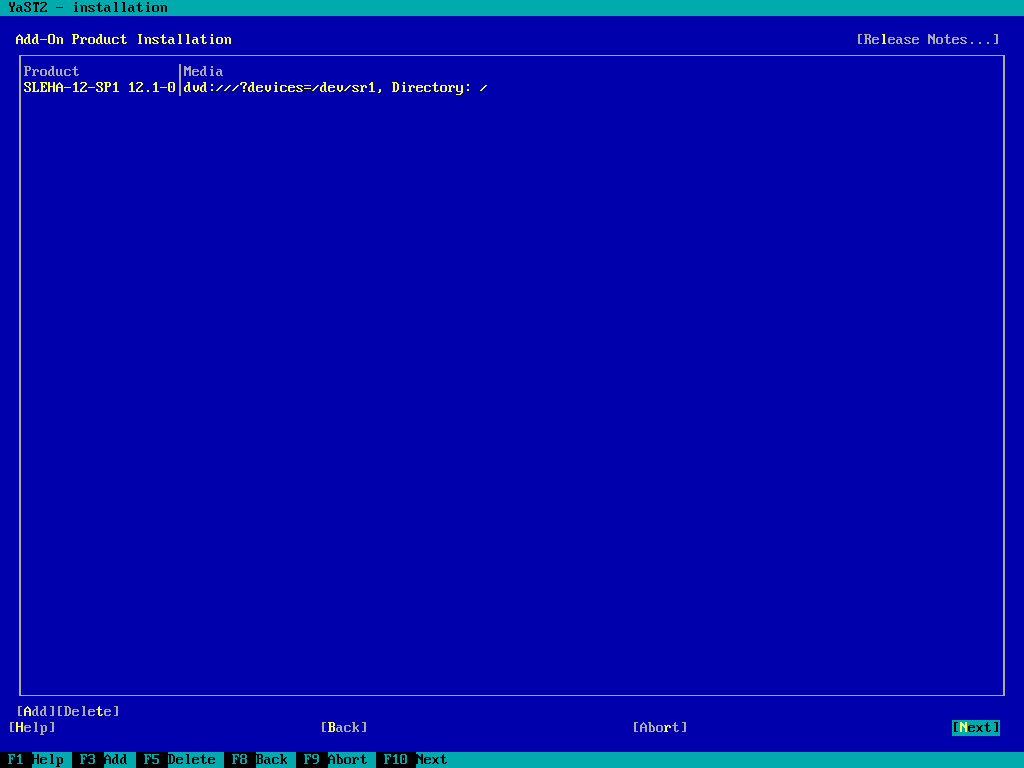 YaST2 - installation
Add-On Product Installation [Release Notes...]
Product |Media
SLEHA-12-SP1 12.1-0|dvd:///?devices=/dev/sr1, Directory: /
[Add][Delete]
[Help] [Back] [Abort] [Next]
F1 Help F3 Add F5 Delete F8 Back F9 Abort F10 Next